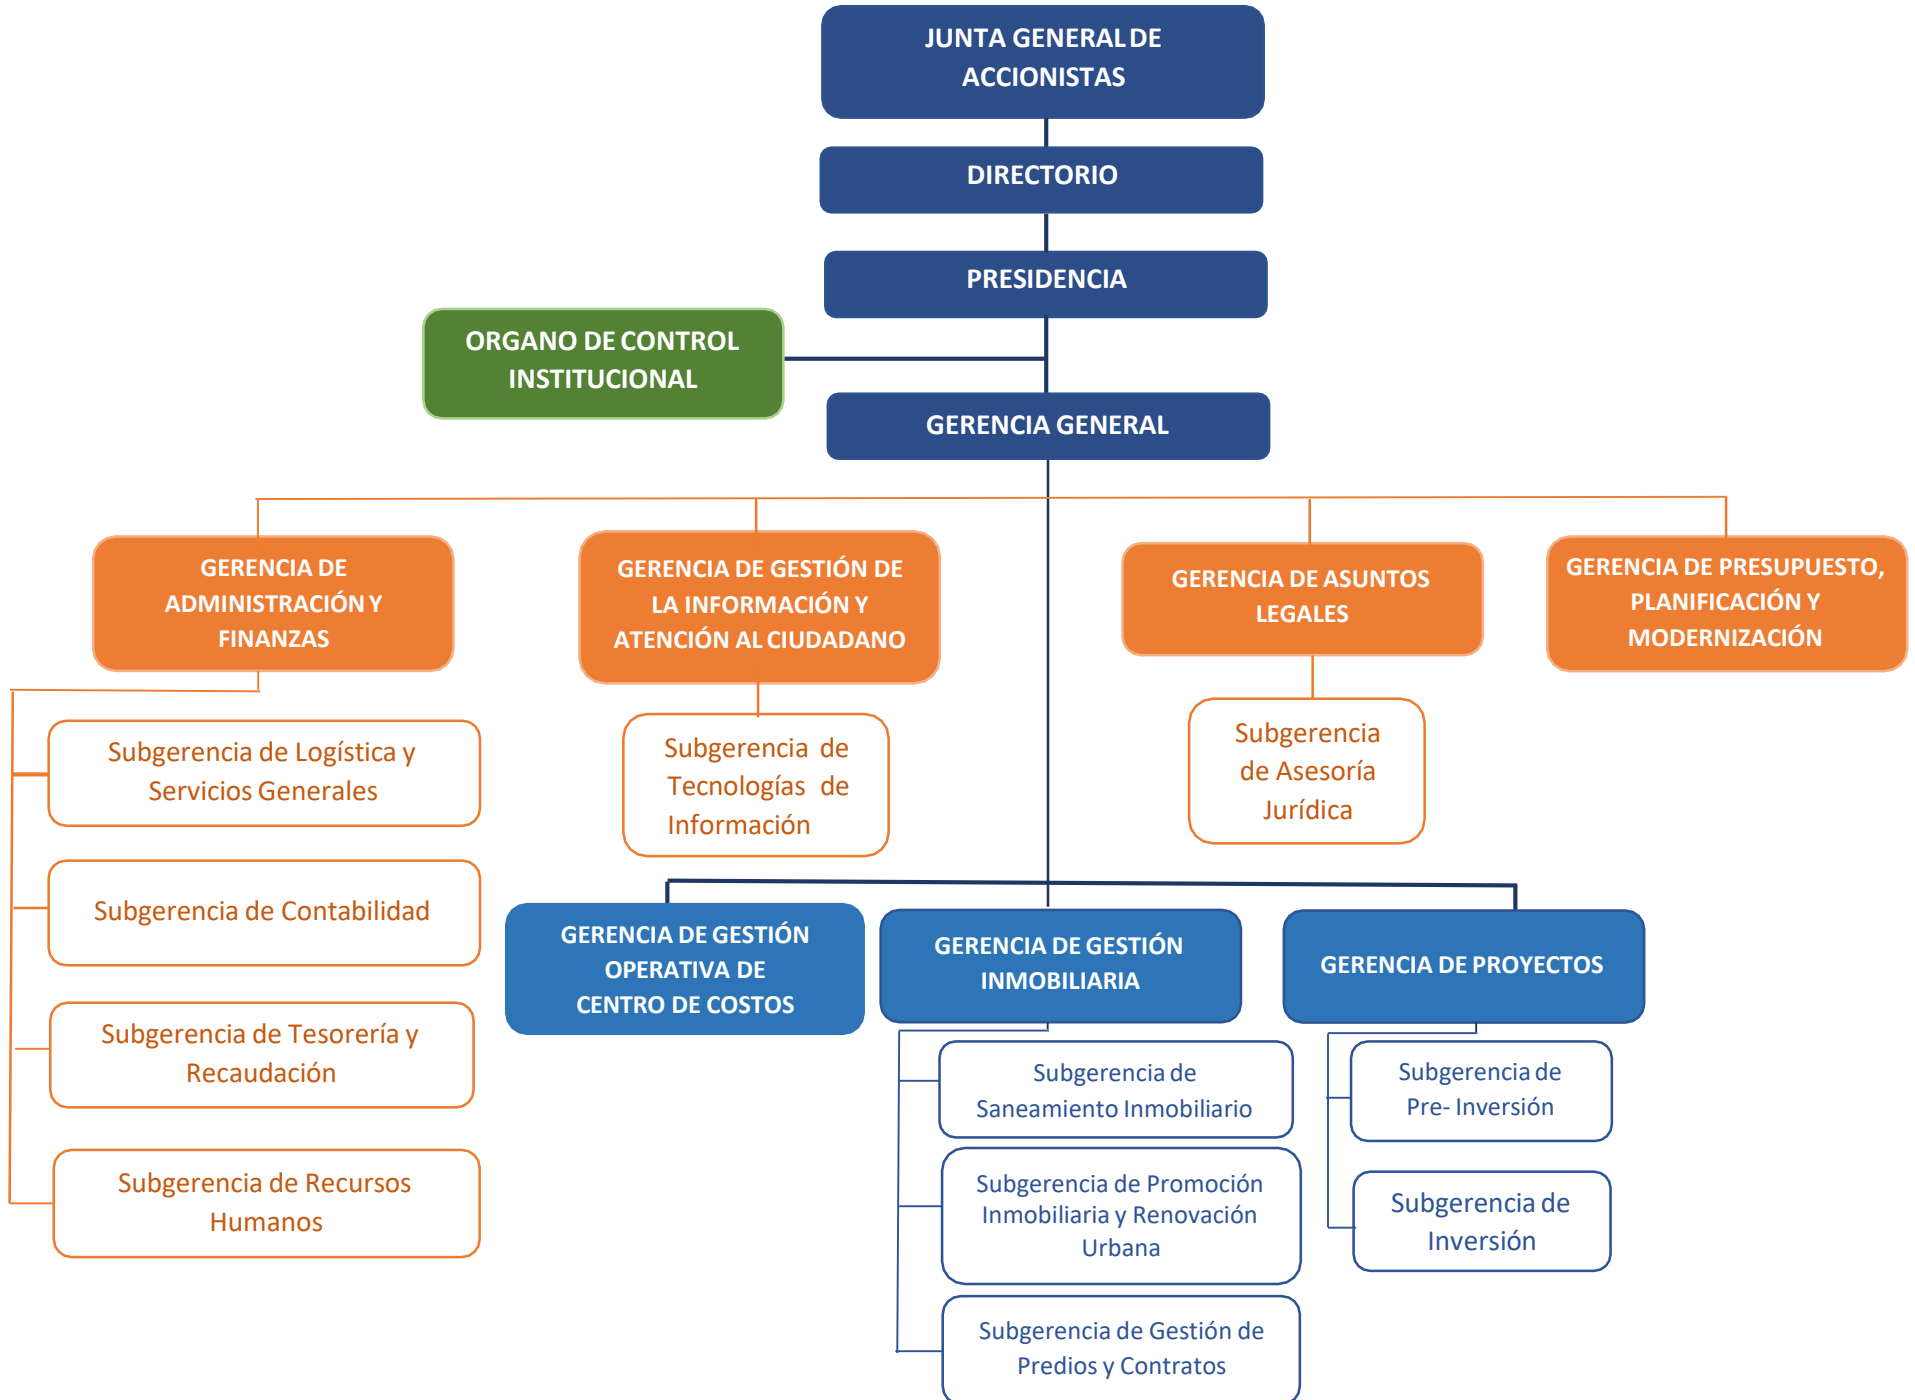 JUNTA GENERAL DE
ACCIONISTAS
DIRECTORIO
PRESIDENCIA
ORGANO DE CONTROL
INSTITUCIONAL
GERENCIA GENERAL
GERENCIA DE
ADMINISTRACIÓN Y
FINANZAS
GERENCIA DE GESTIÓN DE
LA INFORMACIÓN Y
ATENCIÓN AL CIUDADANO
GERENCIA DE ASUNTOS
LEGALES
GERENCIA DE PRESUPUESTO,
PLANIFICACIÓN Y
MODERNIZACIÓN
Subgerencia de Logística y
Servicios Generales
Subgerencia de Contabilidad
Subgerencia de Tesorería y
Recaudación
Subgerencia de Recursos
Humanos
Subgerencia de
Tecnologías de
Información
Subgerencia
de Asesoría
Jurídica
GERENCIA DE GESTIÓN
OPERATIVA DE
CENTRO DE COSTOS
GERENCIA DE GESTIÓN
INMOBILIARIA
GERENCIA DE PROYECTOS
Subgerencia de
Saneamiento Inmobiliario
Subgerencia de Promoción
Inmobiliaria y Renovación
Urbana
Subgerencia de Gestión de
Predios y Contratos
Subgerencia de
Pre- Inversión
Subgerencia de
Inversión